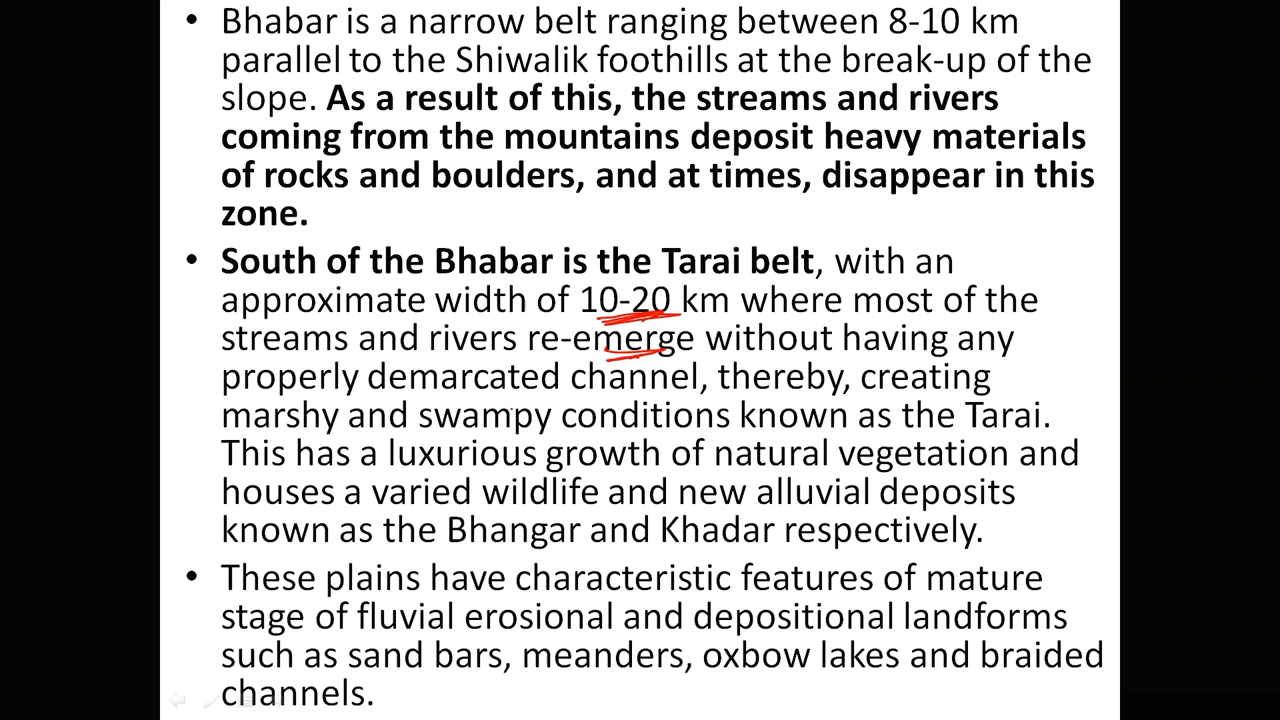 • Bhabar is a narrow belt ranging between 8-10 km
parallel to the Shiwalik foothills at the break-up of the
slope. As a result of this, the streams and rivers
coming from the mountains deposit heavy materials
of rocks and boulders, and at times, disappear in this
zone.
• South of the Bhabar is the Tarai belt, with an
approximate width of 10-20 km where most of the
streams and rivers re-emerge without having any
properly demarcated channel, thereby, creating
marshy and swampy conditions known as the Tarai.
This has a luxurious growth of natural vegetation and
houses a varied wildlife and new alluvial deposits
known as the Bhangar and Khadar respectively.
• These plains have characteristic features of mature
stage of fluvial erosional and depositional landforms
such as sand bars, meanders, oxbow lakes and braided
channels.